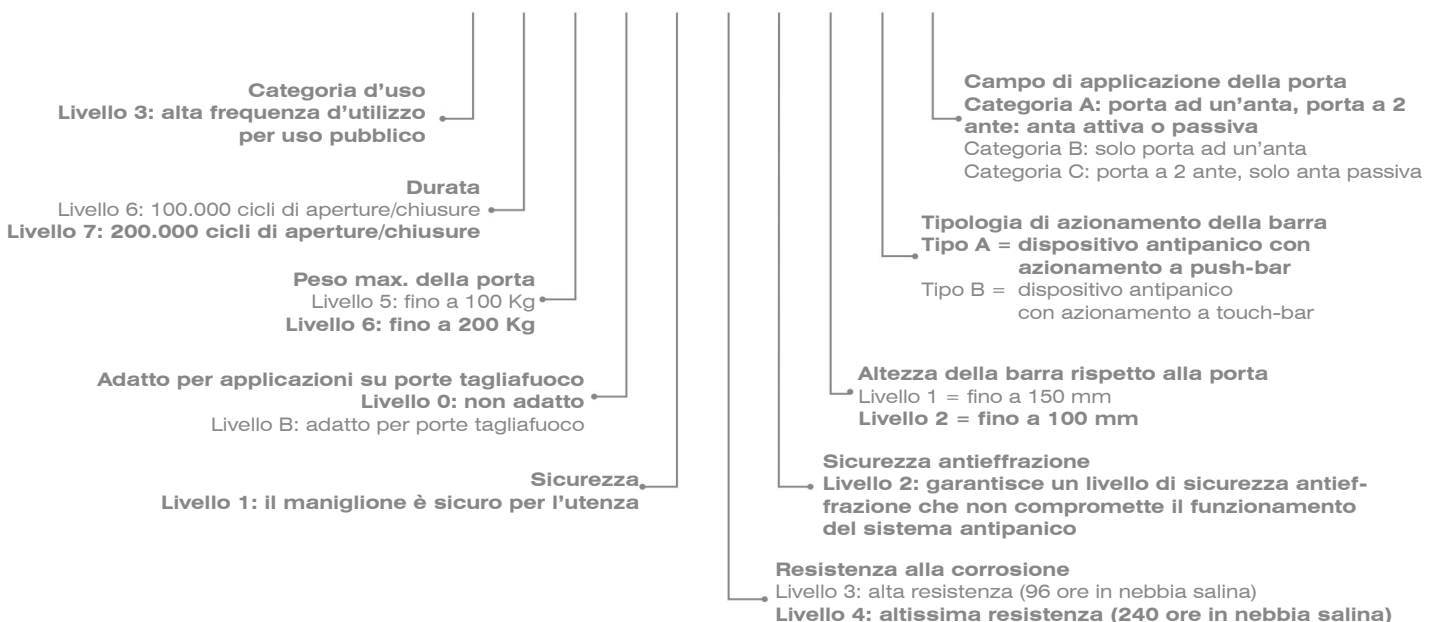 Categoria d'uso
Livello 3: alta frequenza d'utilizzo
per uso pubblico
Durata
Livello 6: 100.000 cicli di aperture/chiusure
Livello 7: 200.000 cicli di aperture/chiusure
Peso max. della porta
Livello 5: fino a 100 Kg
Livello 6: fino a 200 Kg
Adatto per applicazioni su porte tagliafuoco
Livello 0: non adatto
Livello B: adatto per porte tagliafuoco
Sicurezza
Livello 1: il maniglione è sicuro per l'utenza
Campo di applicazione della porta
Categoria A: porta ad un'anta, porta a 2
ante: anta attiva o passiva
Categoria B: solo porta ad un'anta
Categoria C: porta a 2 ante, solo anta passiva
Tipologia di azionamento della barra
Tipo A = dispositivo antipanico con
azionamento a push-bar
Tipo B = dispositivo antipanico
con azionamento a touch-bar
Altezza della barra rispetto alla porta
Livello 1 = fino a 150 mm
Livello 2 = fino a 100 mm
Sicurezza antieffrazione
Livello 2: garantisce un livello di sicurezza antief-
frazione che non compromette il funzionamento
del sistema antipanico
Resistenza alla corrosione
Livello 3: alta resistenza (96 ore in nebbia salina)
Livello 4: altissima resistenza (240 ore in nebbia salina)